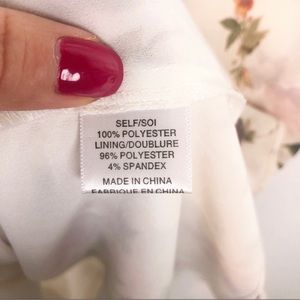 SELF/SOI
100% POLYESTER
LINING/DOUBLURE
96% POLYESTER
4% SPANDEX
MADE IN CHINA
FABRIQUE EN CHINA